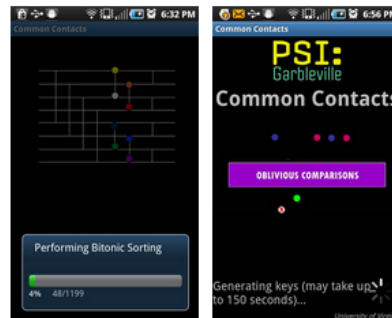 6:32 PM
Common Contacts
Performing Bitonic Sorting
4% 48/1199
6:56 PM
Common Contacts
PSI:
Garbleville
Common Contacts
OBLIVIOUS COMPARISONS
Generating keys (may take up
to 150 seconds)...